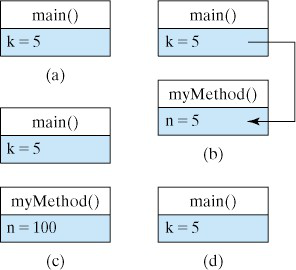 main()
k = 5
(a)
main()
k = 5
myMethod()
n = 5
(b)
main()
k = 5
myMethod()
n = 100
(c)
main()
k = 5
(d)